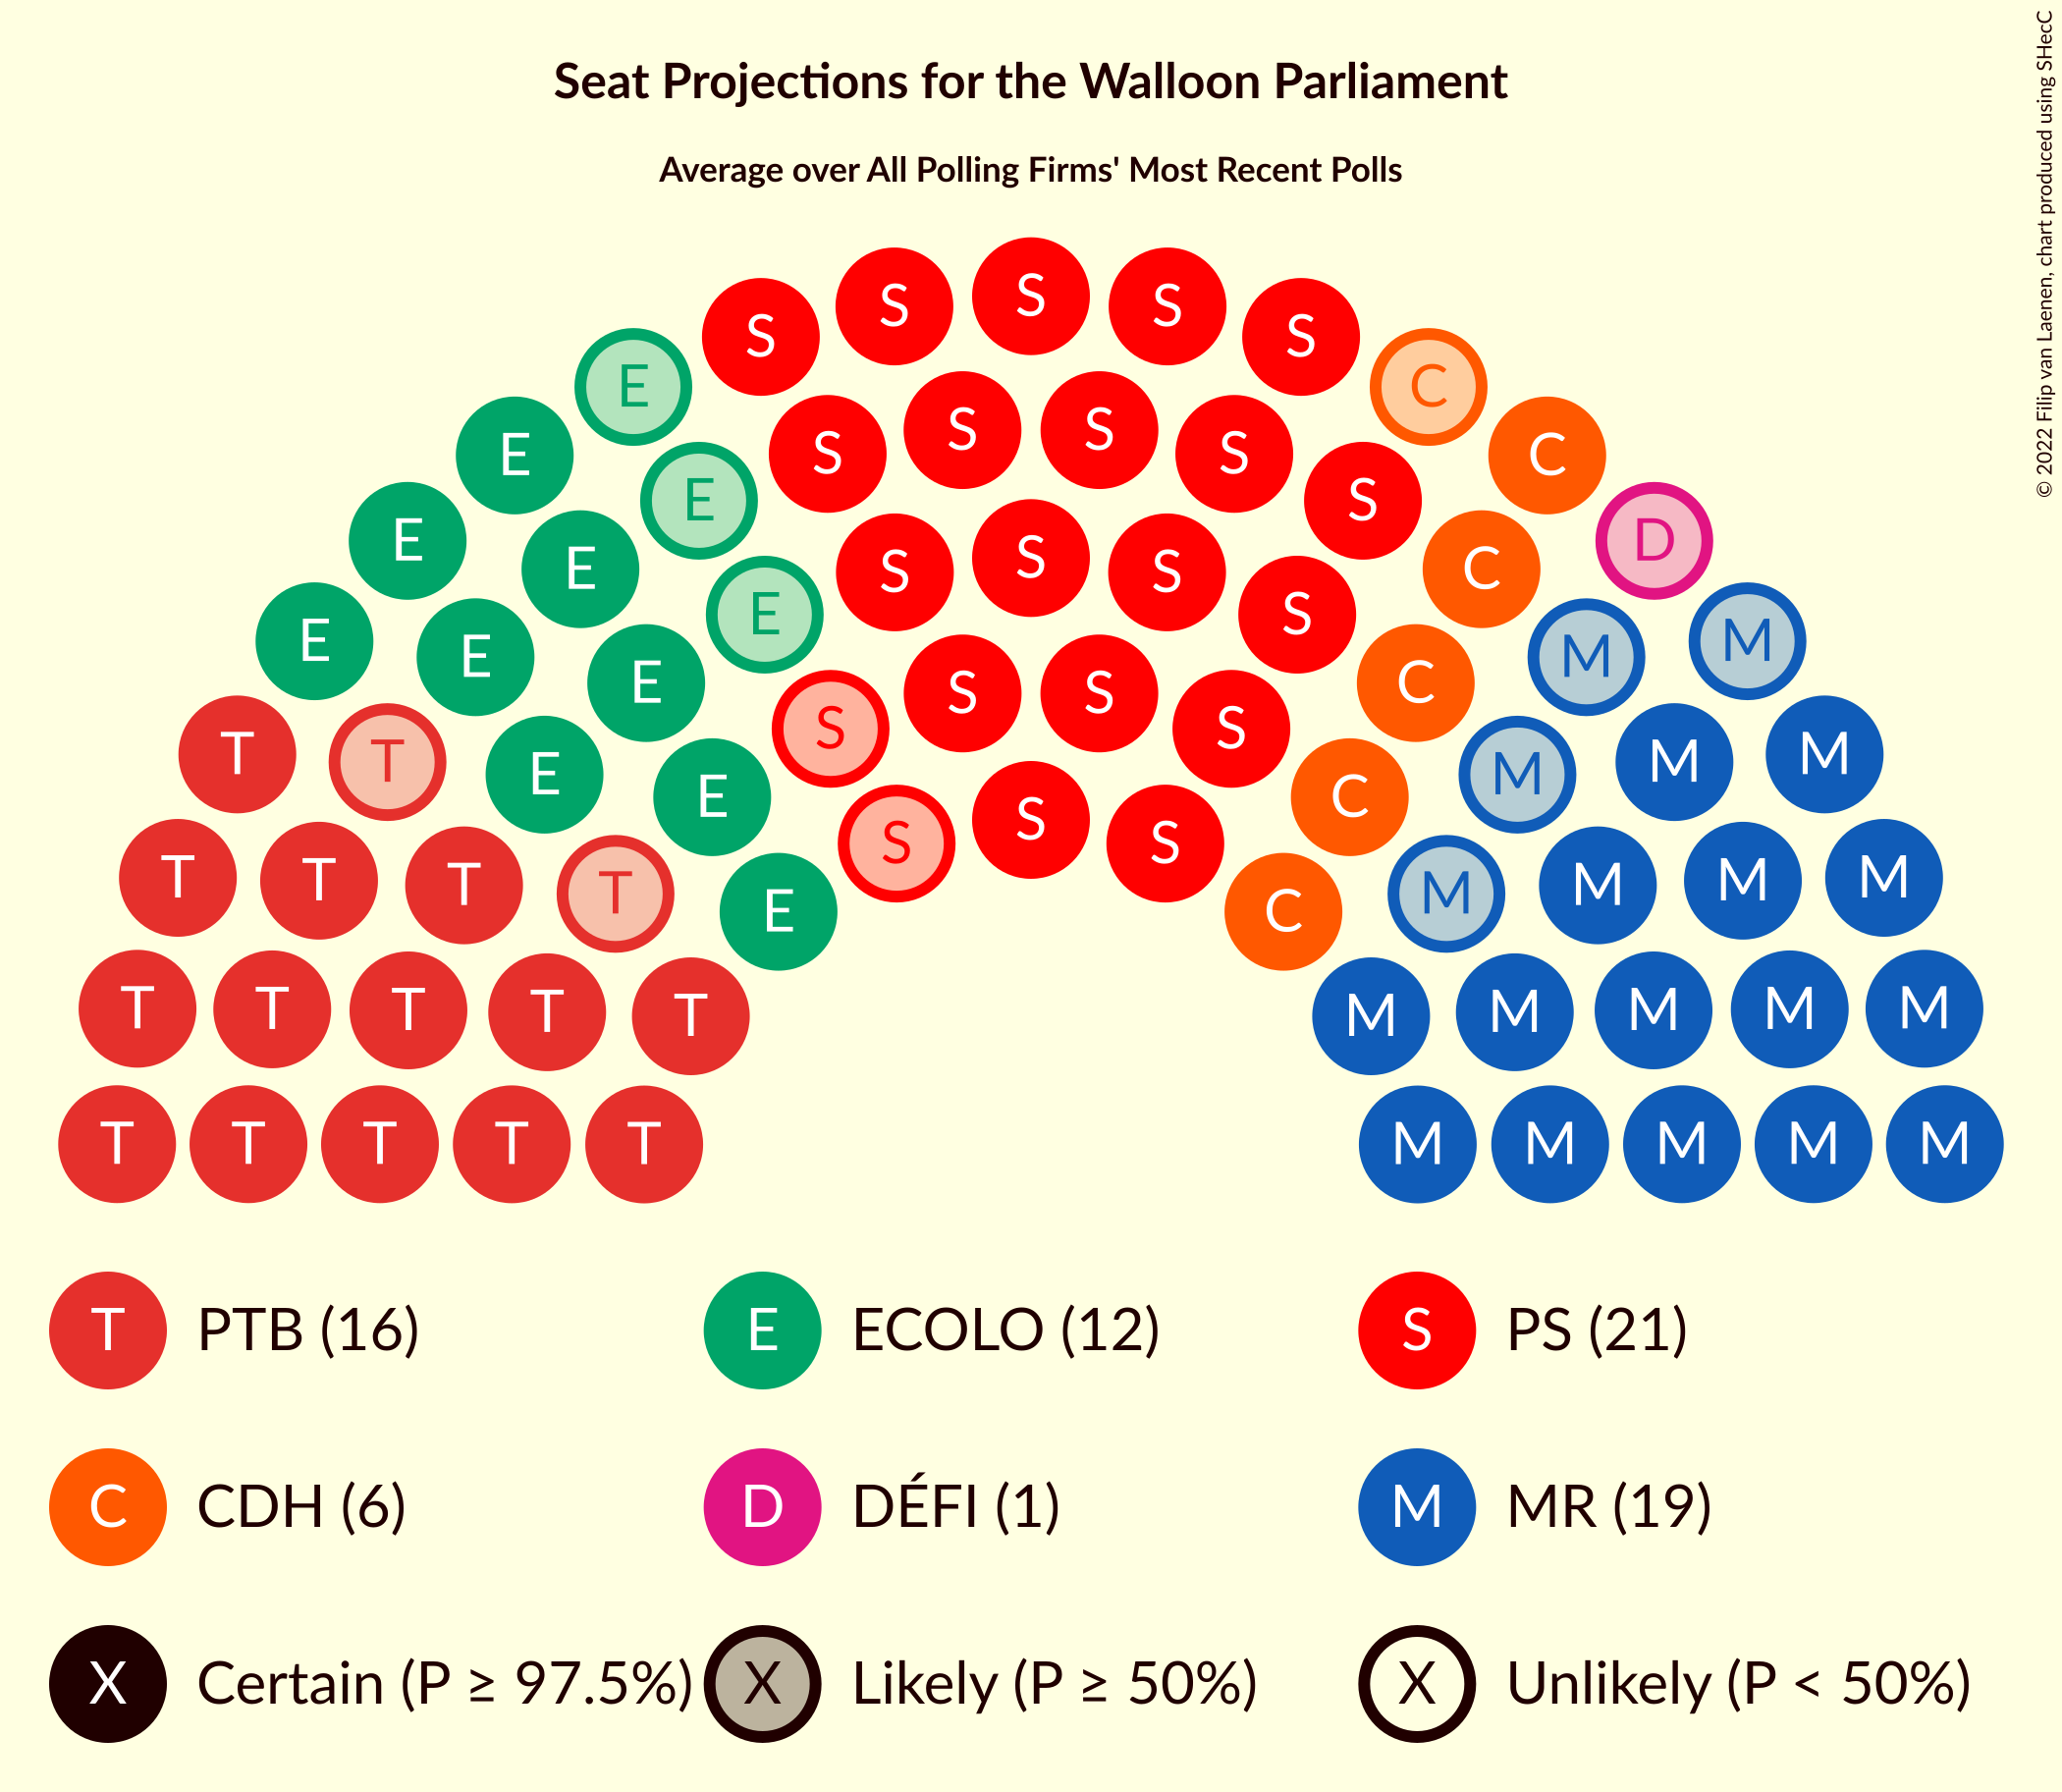 Seat Projections for the Walloon Parliament
Average over All Polling Firms' Most Recent Polls
© 2022 Filip van Laenen, chart produced using SHecC
S
S S
S S
E C
S S
S S
E C
E S
S
D
E C
S
E S S
E S
E M
E M
E C
S S
T M
S S
T M
E M
E C
S
T M
S S
T M
T M
T M
T M
E C
T T T T T M M M M M
T T T T T M M M M M
T PTB (16) E ECOLO (12) S PS (21)
C CDH (6) D DÉFI (1) M MR (19)
X Certain (P ≥ 97.5%) X Likely (P ≥ 50%) X Unlikely (P < 50%)